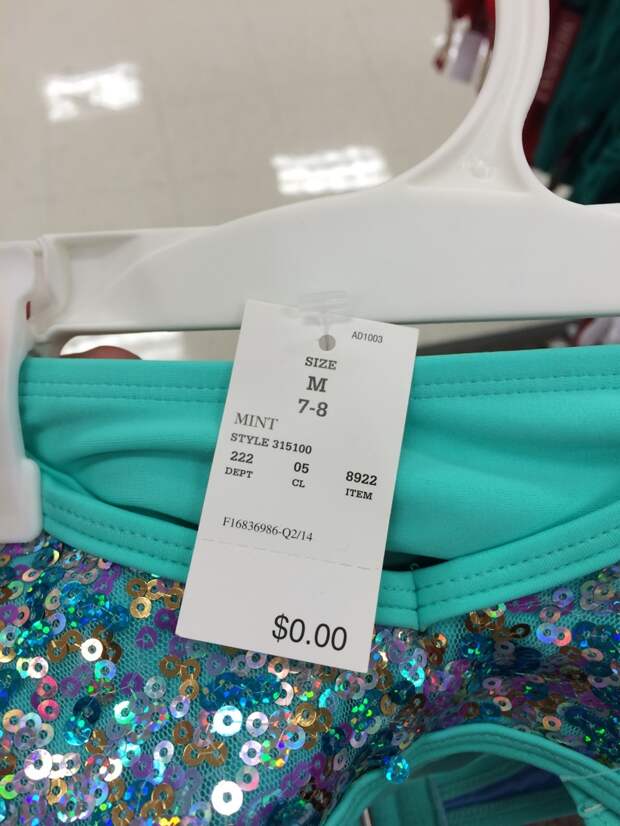 AD1003
SIZE
M
7-8
MINT
STYLE 315100
222 05 8922
DEPT CL ITEM
F16836986-Q2/14
$0.00